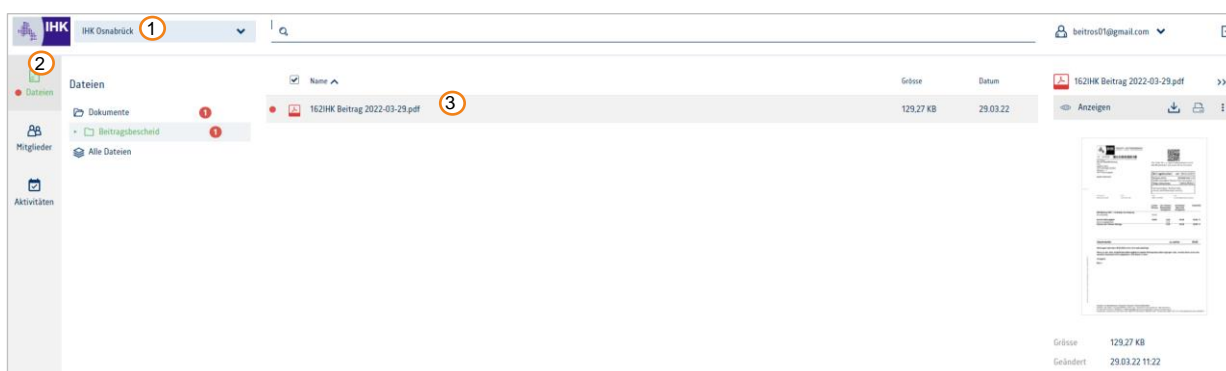 IHK
IHK Osnabrück
1
beitros01@gmail.com
2
Dateien
Mitglieder
Aktivitäten
Dateien
Dokumente
1
Beitragsbescheid
1
Alle Dateien
Name
Grösse
Datum
162IHK Beitrag 2022-03-29.pdf
3
129,27 KB
29.03.22
162IHK Beitrag 2022-03-29.pdf
>>
Anzeigen
Grösse
129,27 KB
Geändert
29.03.22 11:22